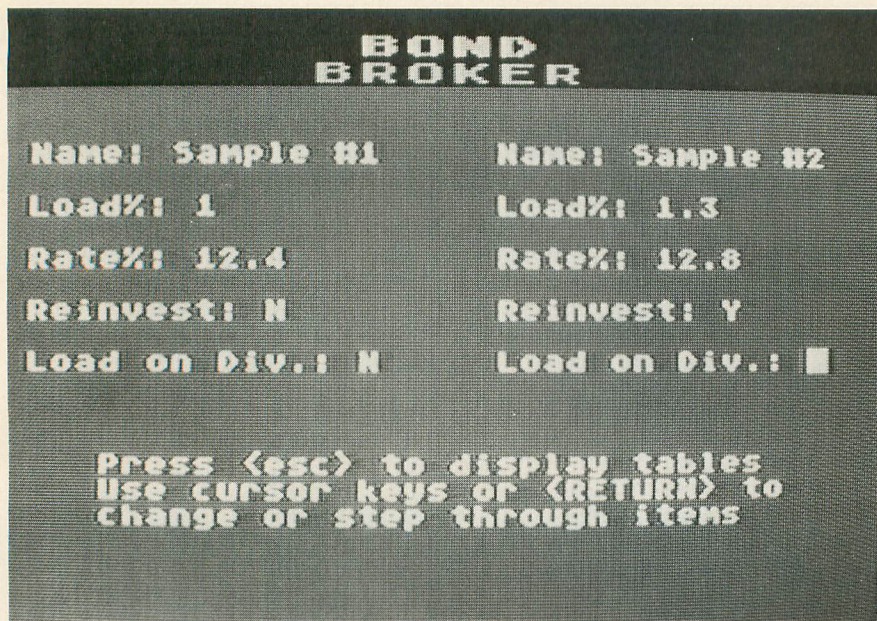 BOND
BROKER
Name: Sample #1
Load%: 1
Rate%: 12.4
Reinvest: N
Load on Div.: N
Name: Sample #2
Load%: 1.3
Rate%: 12.8
Reinvest: Y
Load on Div.:
Press <esc> to display tables
Use cursor keys or <RETURN> to
change or step through items